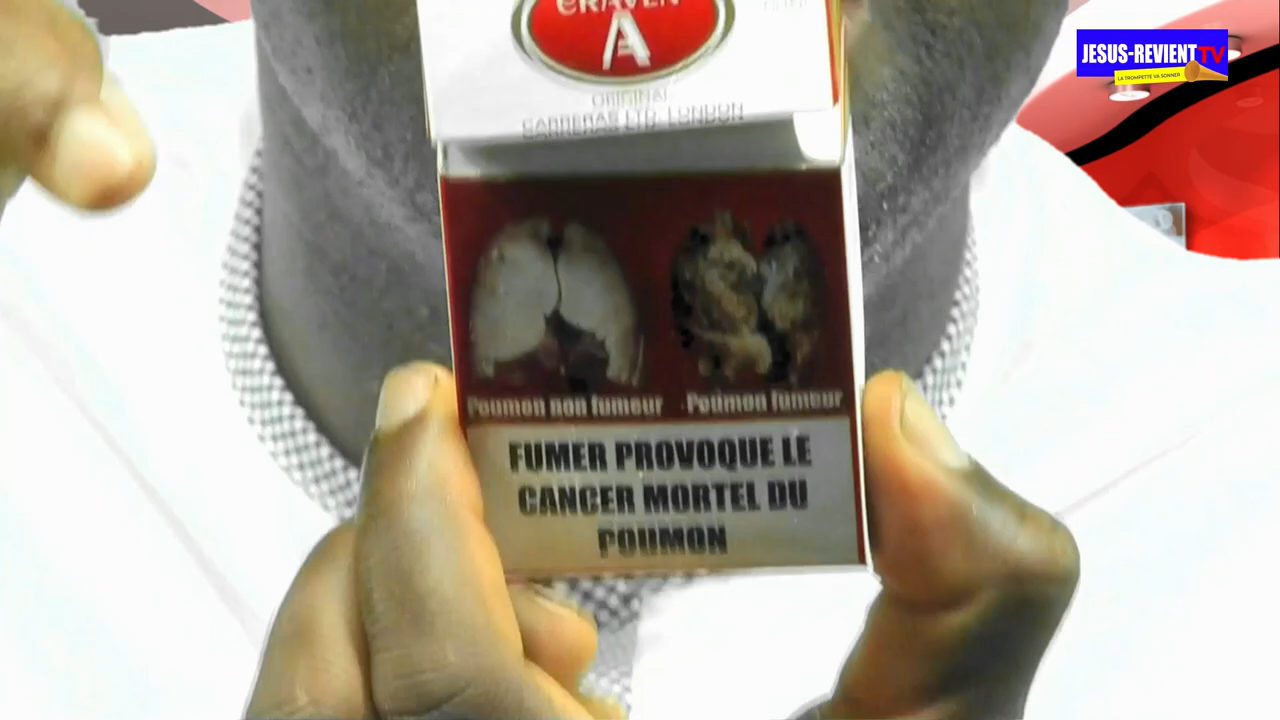 CRAVEN
A
ORIGINAL
CARRERAS LTD. LONDON
JESUS-REVIENT TV
LA TROMPETTE VA SONNER
Poumon non fumeur
Poumon fumeur
FUMER PROVOQUE LE
CANCER MORTEL DU
POUMON